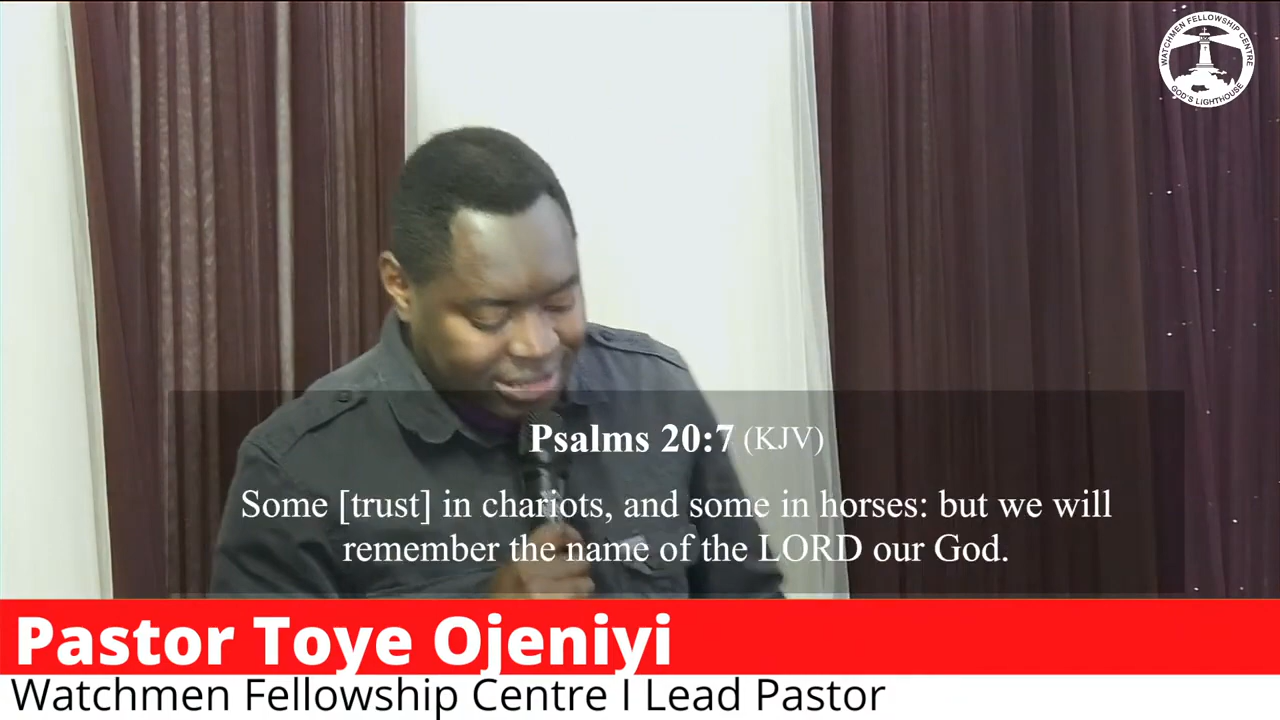 WATCHMEN FELLOWSHIP CENTRE
GOD'S LIGHTHOUSE
Psalms 20:7 (KJV)
Some [trust] in chariots, and some in horses: but we will
remember the name of the LORD our God.
Pastor Toye Ojeniyi
Watchmen Fellowship Centre I Lead Pastor